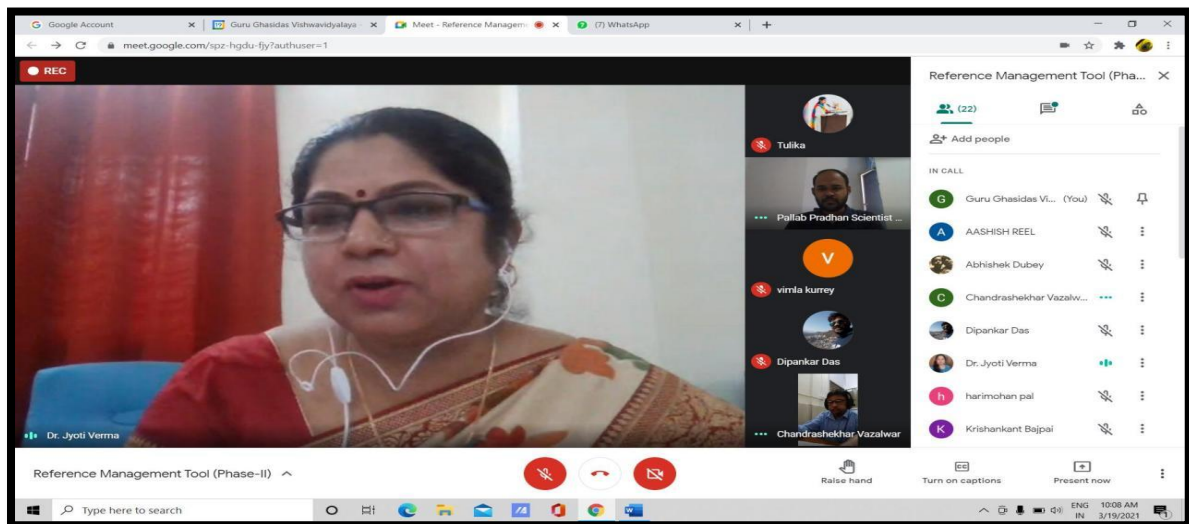 Google Account
Guru Ghasidas Vishwavidyalaya
Meet - Reference Managem
(7) WhatsApp
meet.google.com/spz-hgdu-fjy?authuser=1
REC
Dr. Jyoti Verma
Tulika
Pallab Pradhan Scientist ...
V
vimla kurrey
Dipankar Das
Chandrashekhar Vazalwar
Reference Management Tool (Pha...
(22)
Add people
IN CALL
G Guru Ghasidas Vi... (You)
A AASHISH REEL
Abhishek Dubey
C Chandrashekhar Vazalw...
Dipankar Das
Dr. Jyoti Verma
h harimohan pal
K Krishankant Bajpai
Reference Management Tool (Phase-II)
Raise hand
CC
Turn on captions
Present now
Type here to search
ENG
IN
10:08 AM
3/19/2021